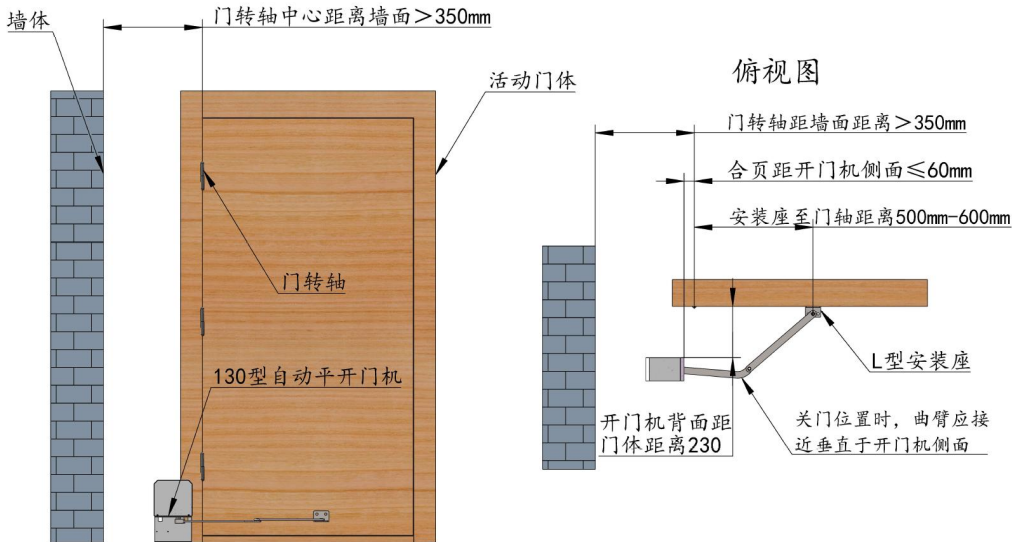 墙体
门转轴中心距离墙面＞350mm
活动门体
门转轴
130型自动平开门机
俯视图
门转轴距墙面距离＞350mm
合页距开门机侧面≤60mm
安装座至门轴距离500mm-600mm
L型安装座
开门机背面距
门体距离230
关门位置时，曲臂应接
近垂直于开门机侧面